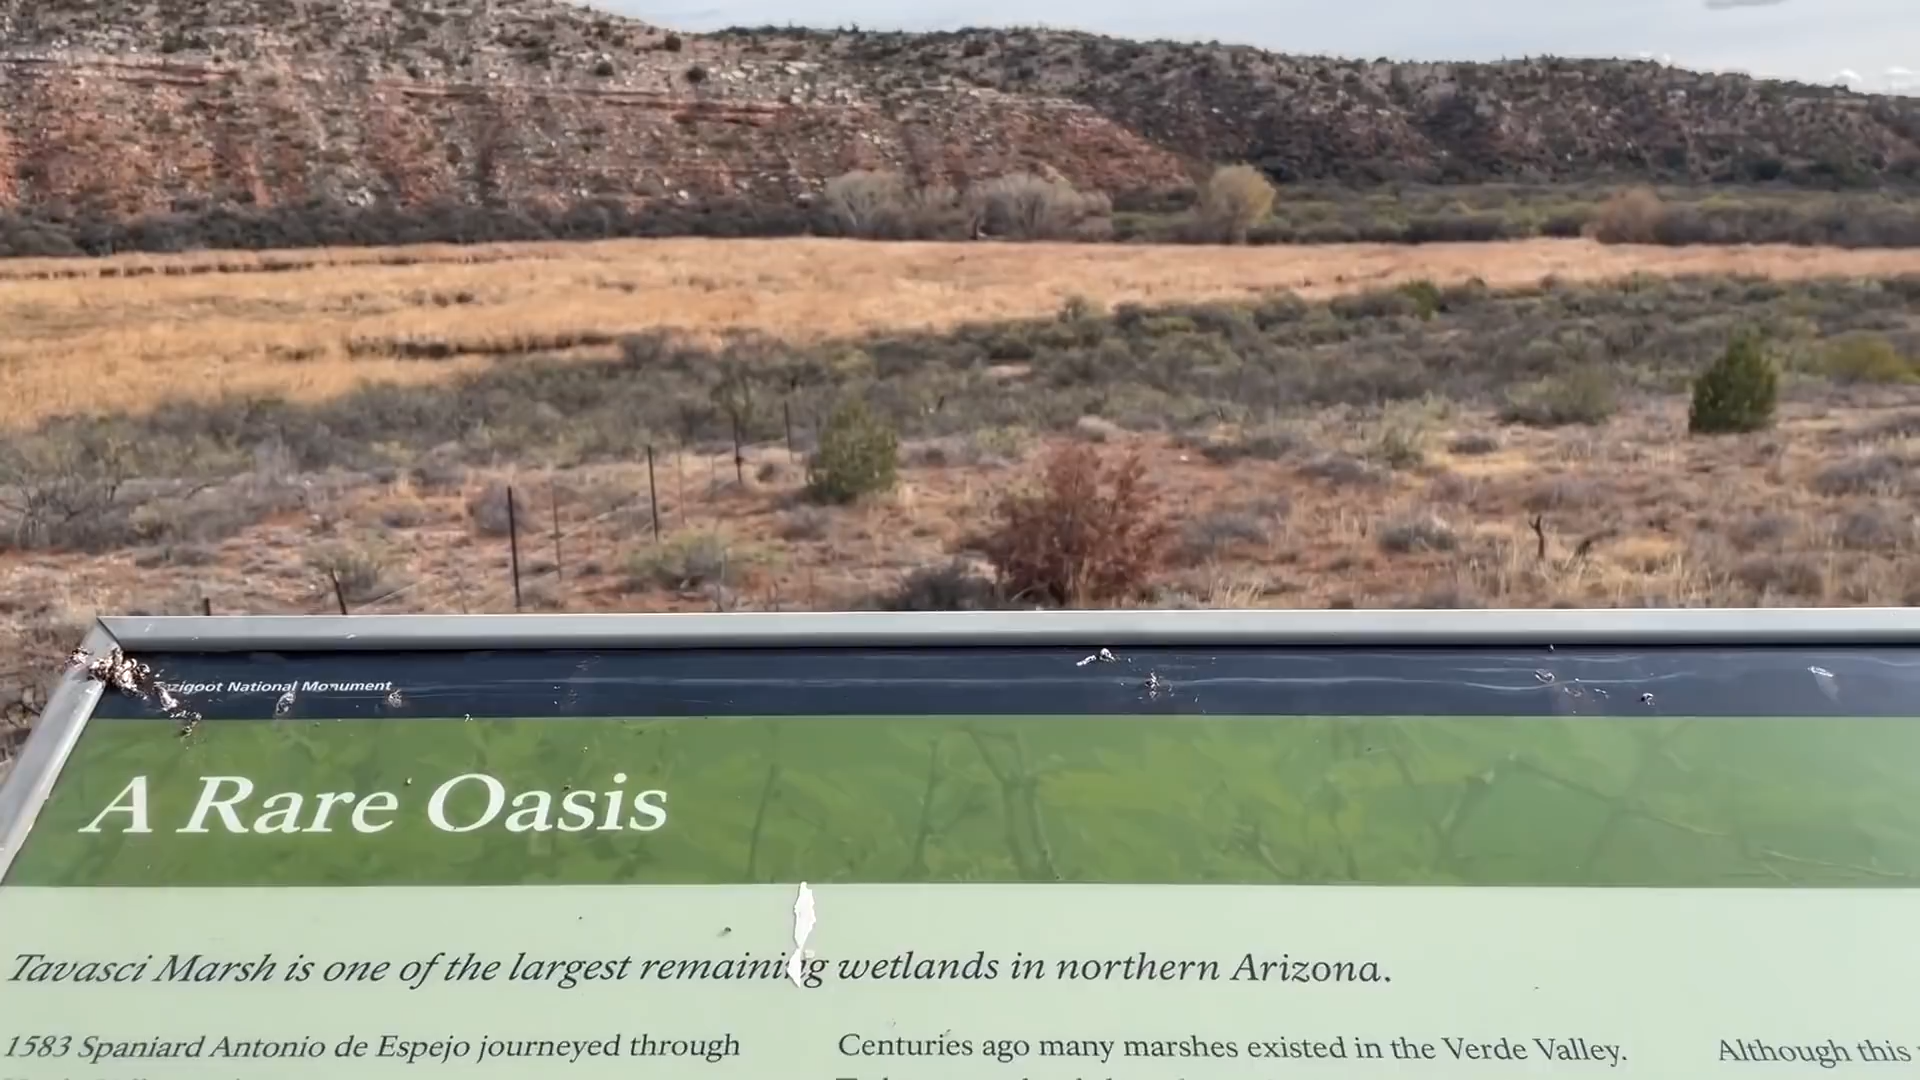 National Monument
A Rare Oasis
Tavasci Marsh is one of the largest remaining wetlands in northern Arizona.
1583 Spaniard Antonio de Espejo journeyed through
Centuries ago many marshes existed in the Verde Valley.
Although this